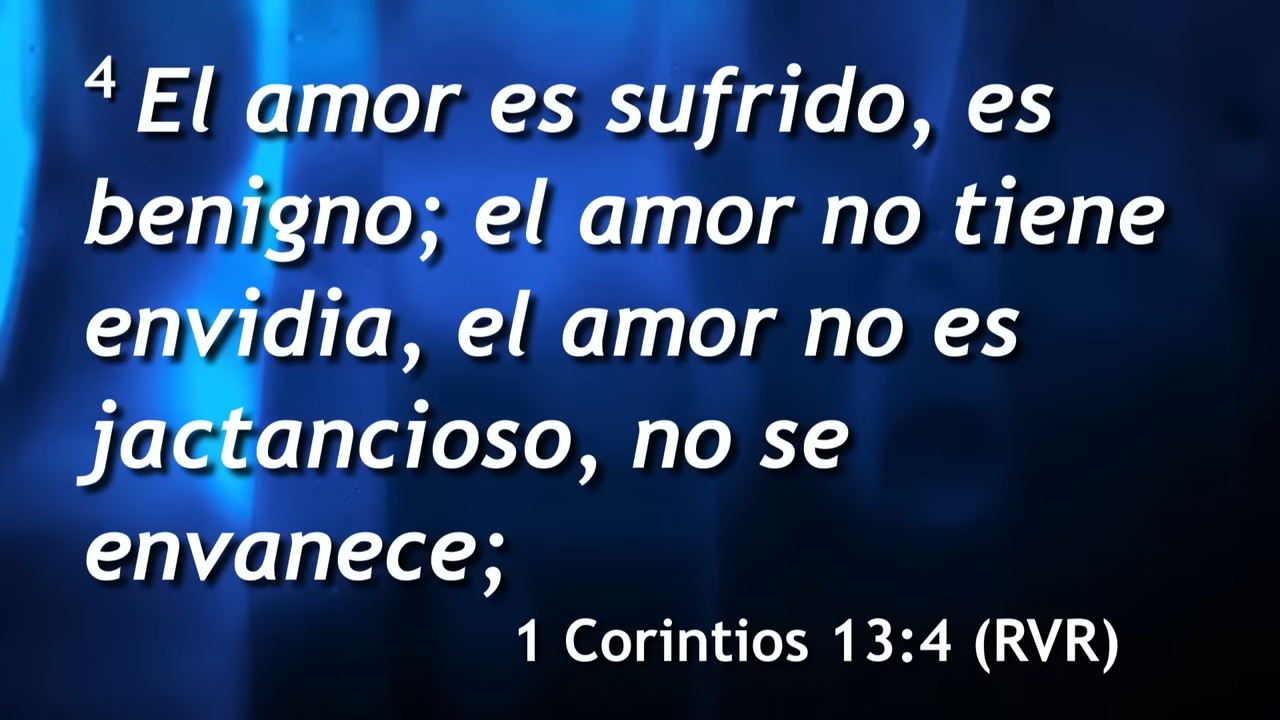 4 El amor es sufrido, es
benigno; el amor no tiene
envidia, el amor no es
jactancioso, no se
envanece;
1 Corintios 13:4 (RVR)